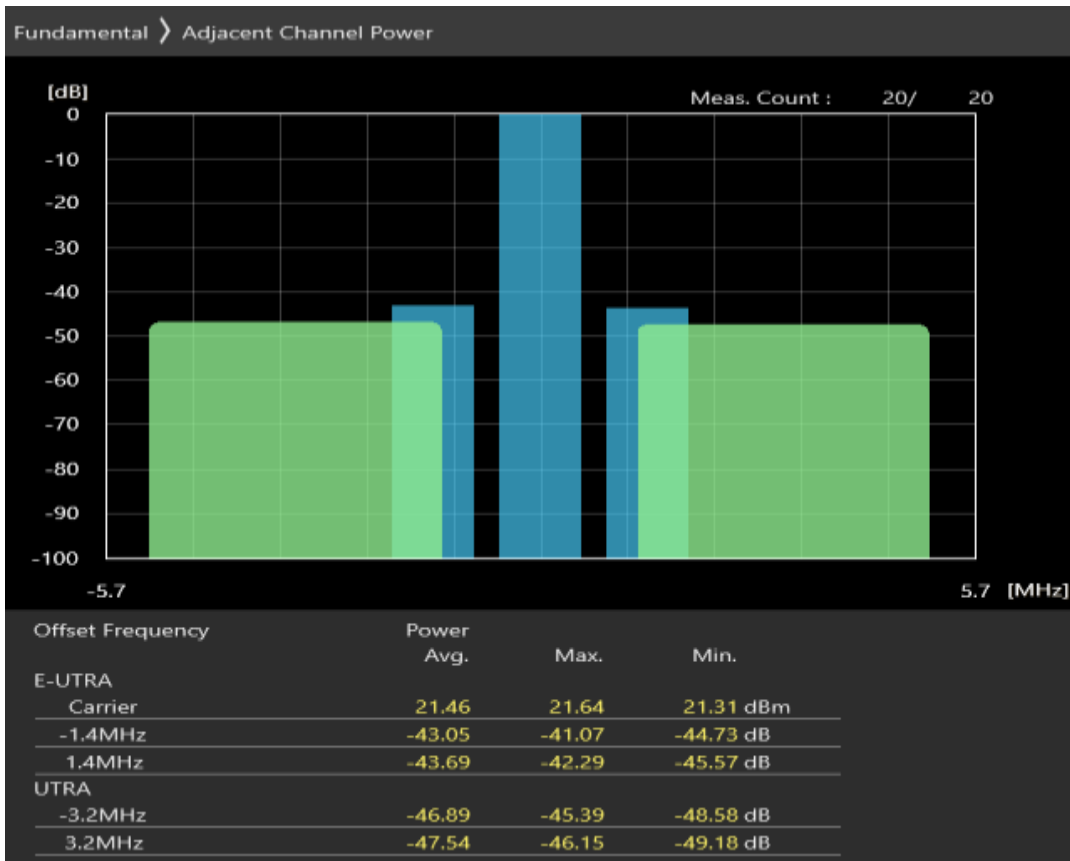 Fundamental 〉 Adjacent Channel Power
[dB]
Meas. Count : 20/ 20
0
-10
-20
-30
-40
-50
-60
-70
-80
-90
-100
-5.7 5.7 [MHz]
Offset Frequency Power
Avg. Max. Min.
E-UTRA
Carrier 21.46 21.64 21.31 dBm
-1.4MHz -43.05 -41.07 -44.73 dB
1.4MHz -43.69 -42.29 -45.57 dB
UTRA
-3.2MHz -46.89 -45.39 -48.58 dB
3.2MHz -47.54 -46.15 -49.18 dB